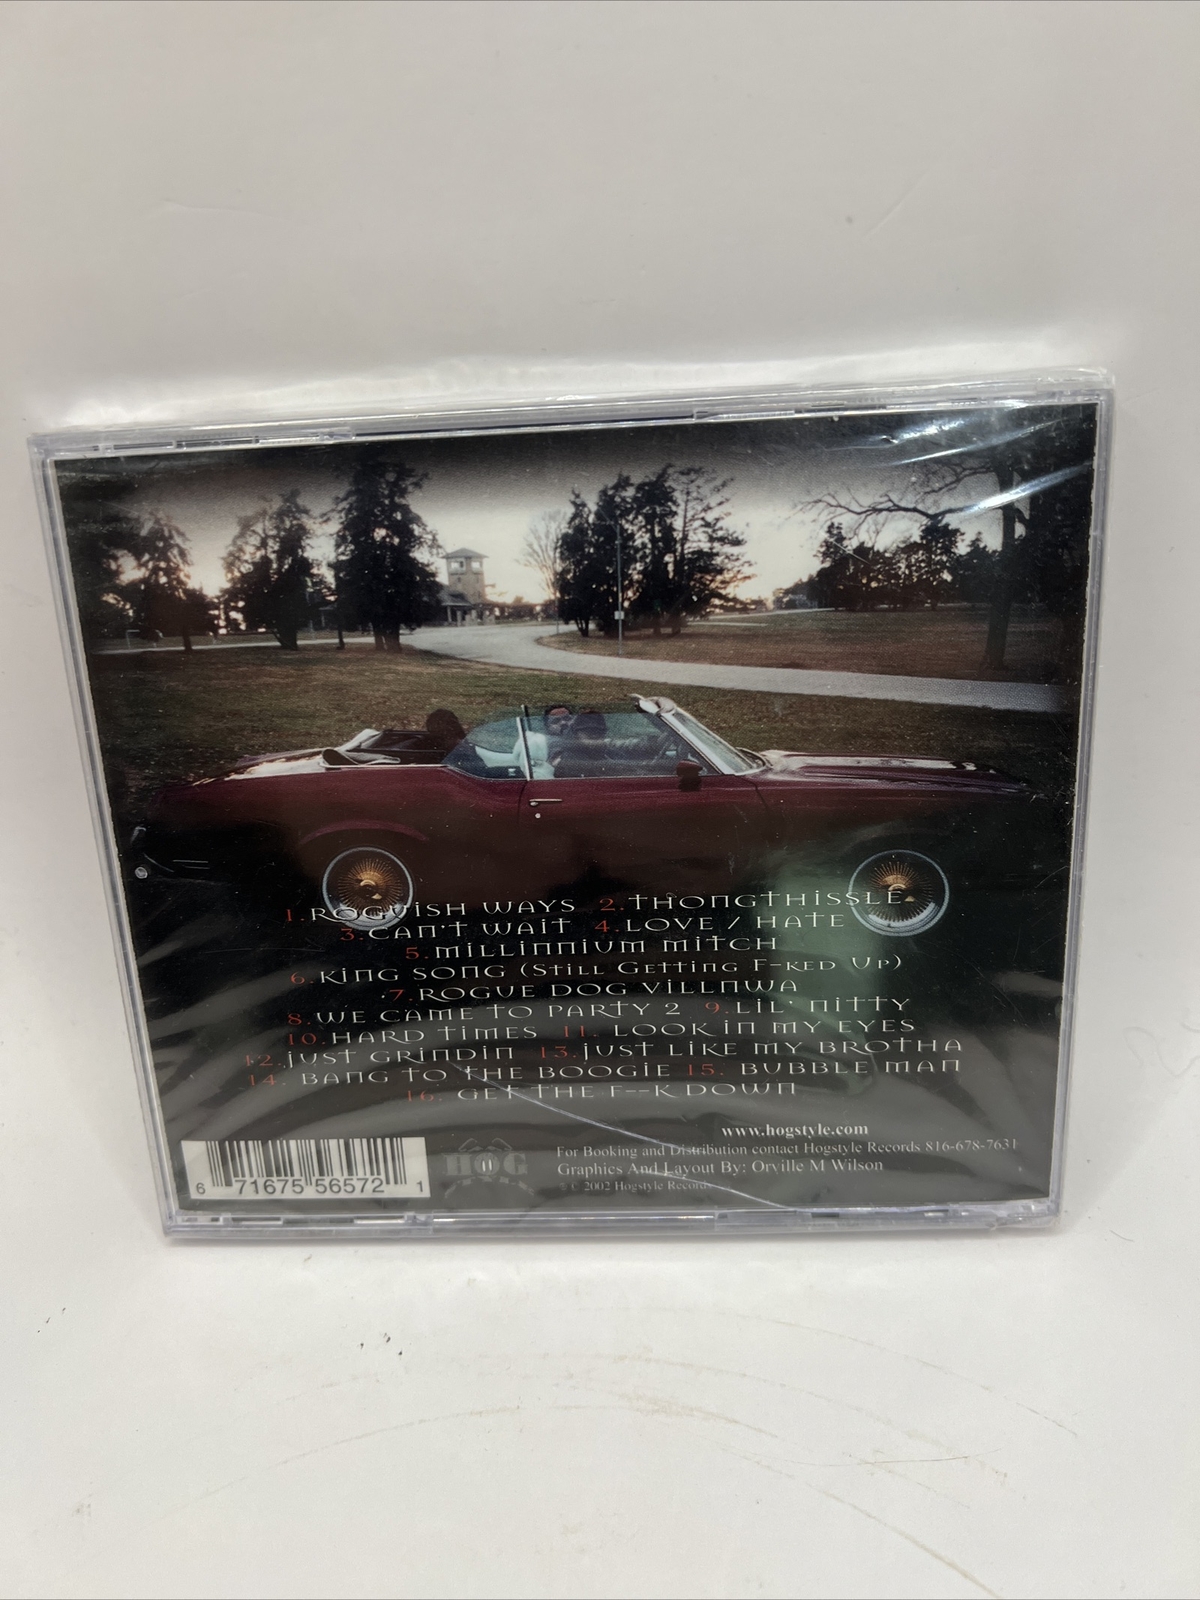 1. ROGUISH WAYS 2. THONGTHISSLE
3. CAN'T WAIT 4. LOVE / HATE
5. MILLINNIUM MITCH
6. KING SONG (STILL GETTING F-KED UP)
7. ROGUE DOG VILLNWA
8. WE CAME TO PARTY 2 9. LIL' NITTY
10. HARD TIMES 11. LOOK IN MY EYES
12. JUST GRINDIN 13. JUST LIKE MY BROTHA
14. BANG TO THE BOOGIE 15. BUBBLE MAN
16. GET THE F--K DOWN
www.hogstyle.com
For Booking and Distribution contact Hogstyle Records 816-678-7631
Graphics And Layout By: Orville M Wilson
℗ © 2002 Hogstyle Records
6 71675 56572 1
HOG